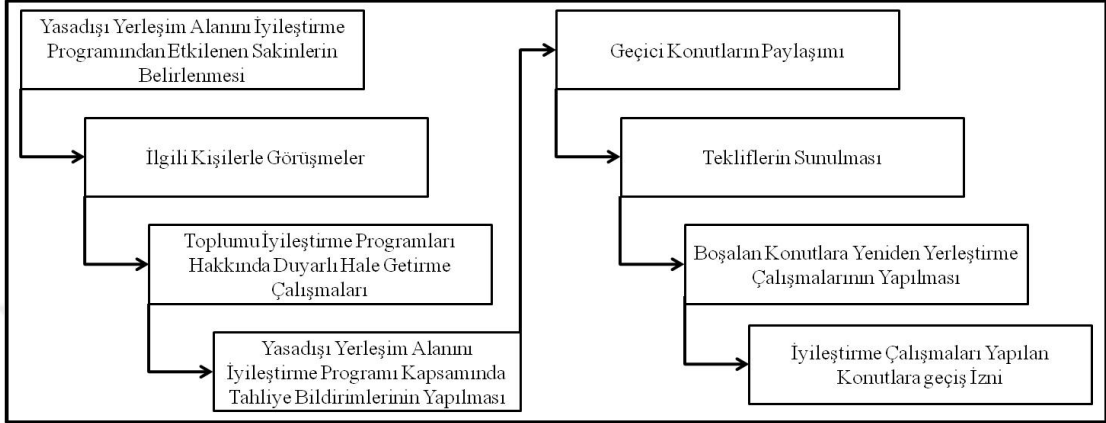 Yasadışı Yerleşim Alanını İyileştirme
Programından Etkilenen Sakinlerin
Belirlenmesi
İlgili Kişilerle Görüşmeler
Toplumu İyileştirme Programları
Hakkında Duyarlı Hale Getirme
Çalışmaları
Yasadışı Yerleşim Alanını
İyileştirme Programı Kapsamında
Tahliye Bildirimlerinin Yapılması
Geçici Konutların Paylaşımı
Tekliflerin Sunulması
Boşalan Konutlara Yeniden Yerleştirme
Çalışmalarının Yapılması
İyileştirme Çalışmaları Yapılan
Konutlara geçiş İzni